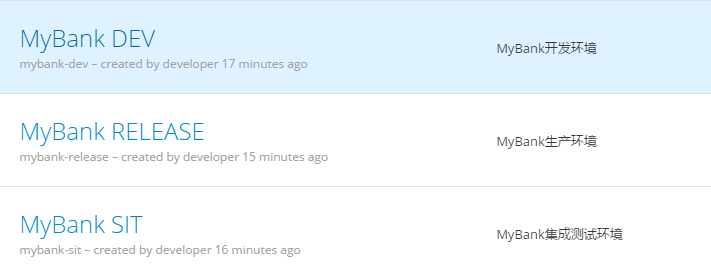 MyBank DEV
mybank-dev – created by developer 17 minutes ago
MyBank开发环境
MyBank RELEASE
mybank-release – created by developer 15 minutes ago
MyBank生产环境
MyBank SIT
mybank-sit – created by developer 16 minutes ago
MyBank集成测试环境